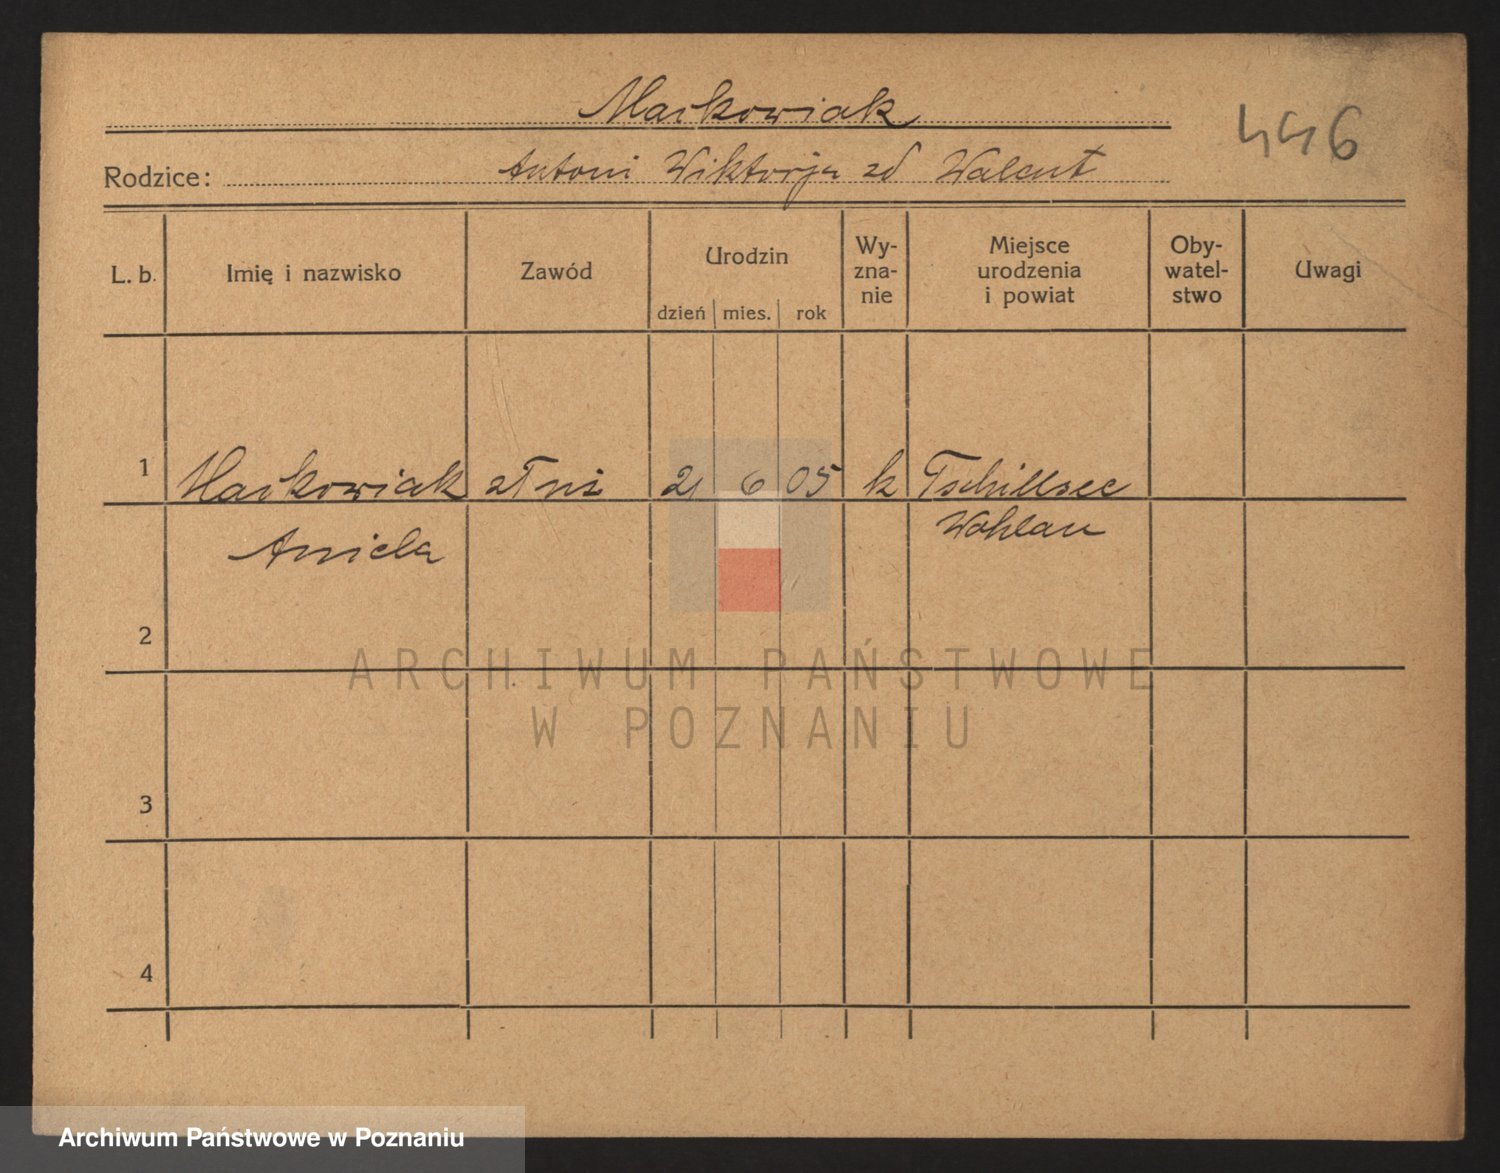 Markowiak
446
Rodzice: Antoni Wiktorja zd Walent
L. b. Imię i nazwisko Zawód Urodzin dzień mies. rok Wy-zna-nie Miejsce urodzenia i powiat Oby-watel-stwo Uwagi
1 Markowiak 21 6 05 k Tschillsee
Aniela Wohlau
2
3
4
ARCHIWUM PAŃSTWOWE
W POZNANIU
Archiwum Państwowe w Poznaniu